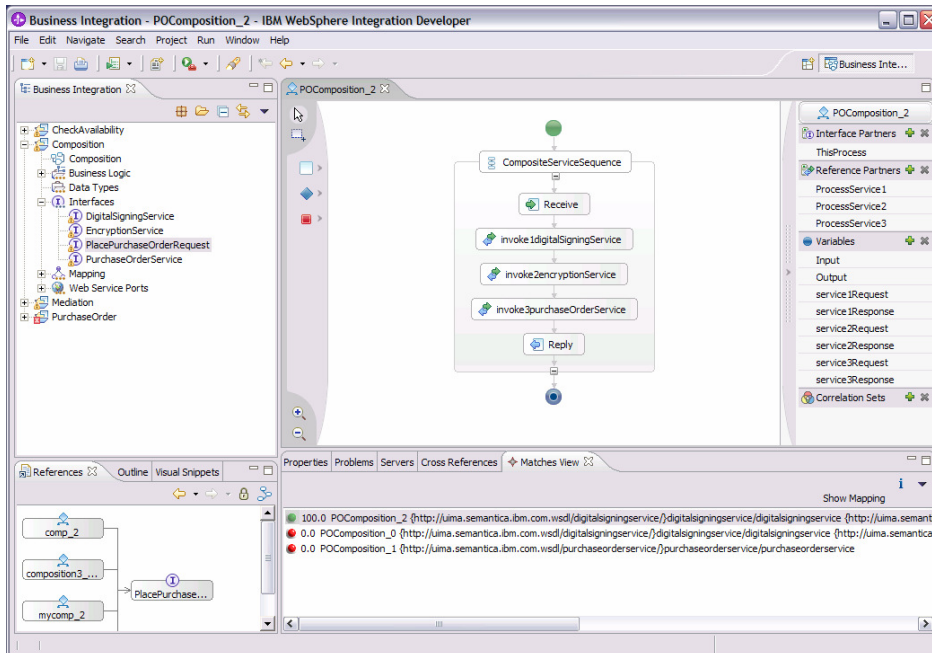 Business Integration - POComposition_2 - IBM WebSphere Integration Developer
File Edit Navigate Search Project Run Window Help
Business Inte...
Business Integration
CheckAvailability
Composition
Composition
Business Logic
Data Types
Interfaces
DigitalSigningService
EncryptionService
PlacePurchaseOrderRequest
PurchaseOrderService
Mapping
Web Service Ports
Mediation
PurchaseOrder
POComposition_2
CompositeServiceSequence
Receive
invoke1digitalSigningService
invoke2encryptionService
invoke3purchaseOrderService
Reply
POComposition_2
Interface Partners
ThisProcess
Reference Partners
ProcessService1
ProcessService2
ProcessService3
Variables
Input
Output
service1Request
service1Response
service2Request
service2Response
service3Request
service3Response
Correlation Sets
References Outline Visual Snippets
comp_2
composition3_...
mycomp_2
PlacePurchase...
Properties Problems Servers Cross References Matches View
Show Mapping
100.0 POComposition_2 {http://uima.semantica.ibm.com.wsdl/digitalsigningservice/}digitalsigningservice/digitalsigningservice {http://uima.semant
0.0 POComposition_0 {http://uima.semantica.ibm.com.wsdl/digitalsigningservice/}digitalsigningservice/digitalsigningservice {http://uima.semantica
0.0 POComposition_1 {http://uima.semantica.ibm.com.wsdl/purchaseorderservice/}purchaseorderservice/purchaseorderservice